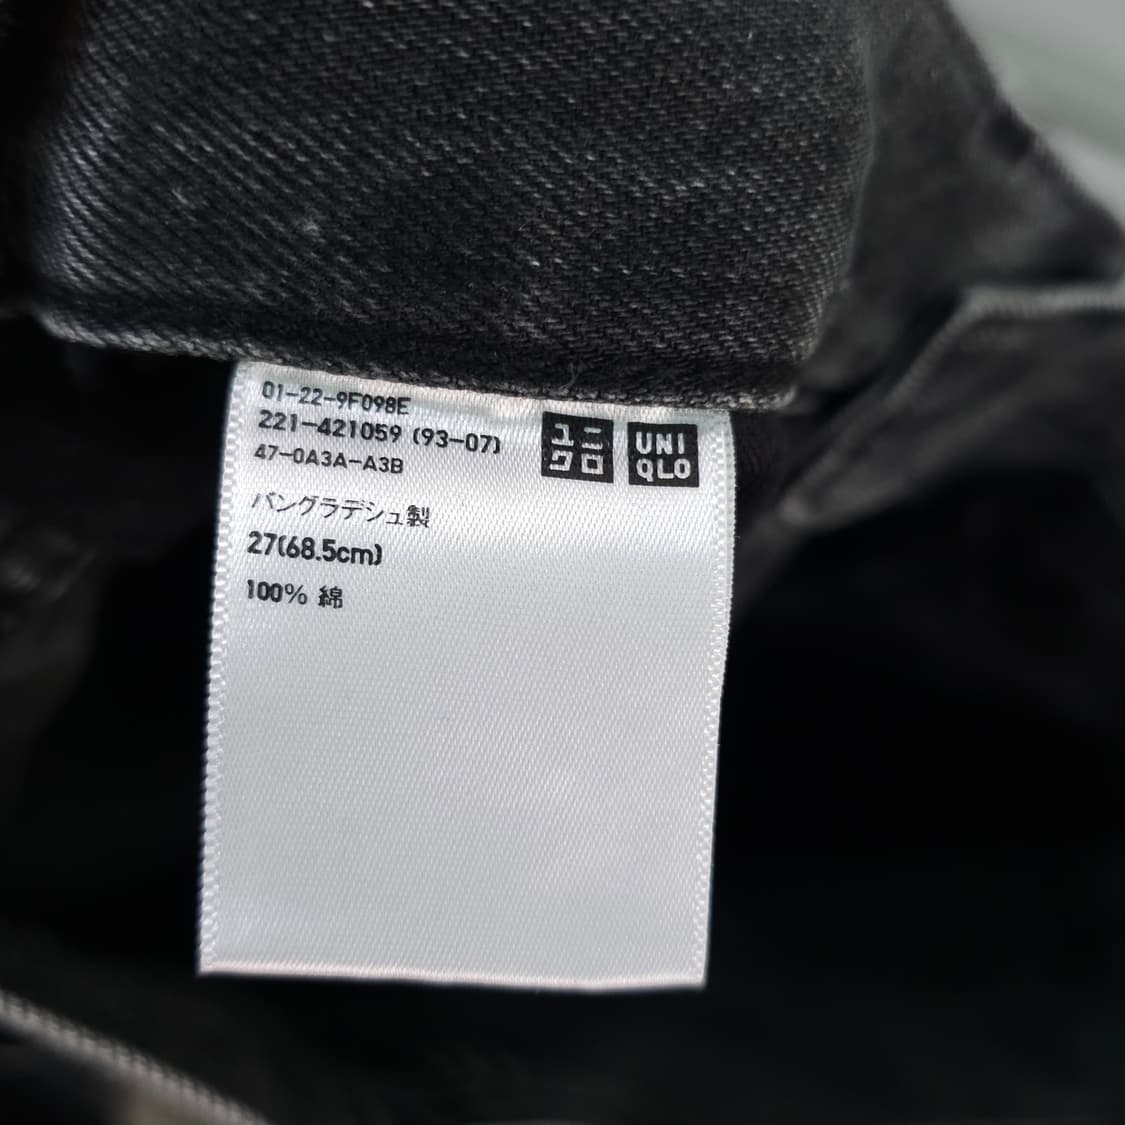 01-22-9F098E
221-421059 (93-07)
47-0A3A-A3B
ユニ
クロ
UNI
QLO
バングラデシュ製
27(68.5cm)
100% 綿